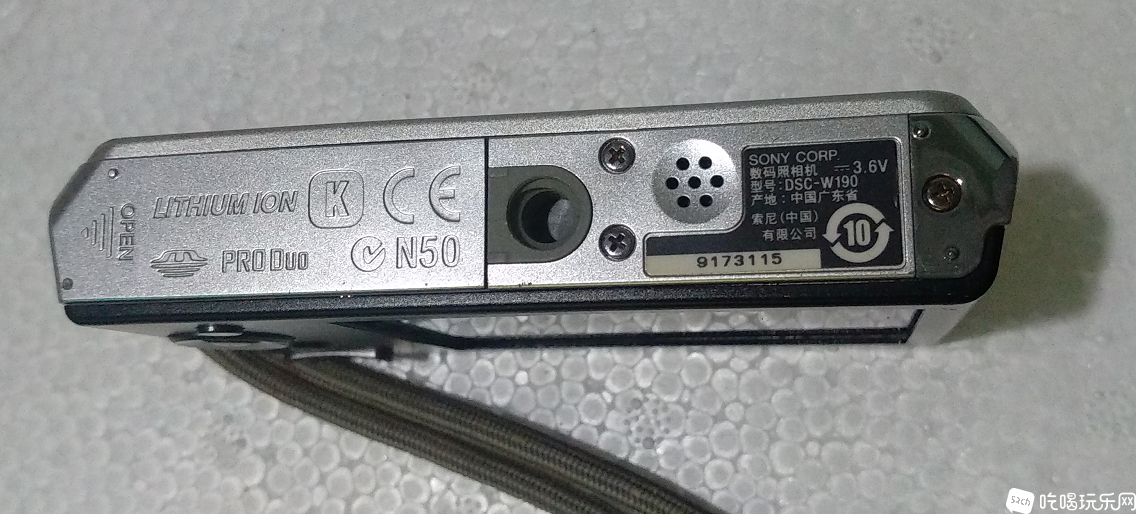 OPEN
LITHIUM ION
K
CE
PRO DUO
N50
SONY CORP.
数码照相机 3.6V
型号:DSC-W190
产地:中国广东省
索尼(中国)
有限公司
10
9173115
sach 吃喝玩乐网